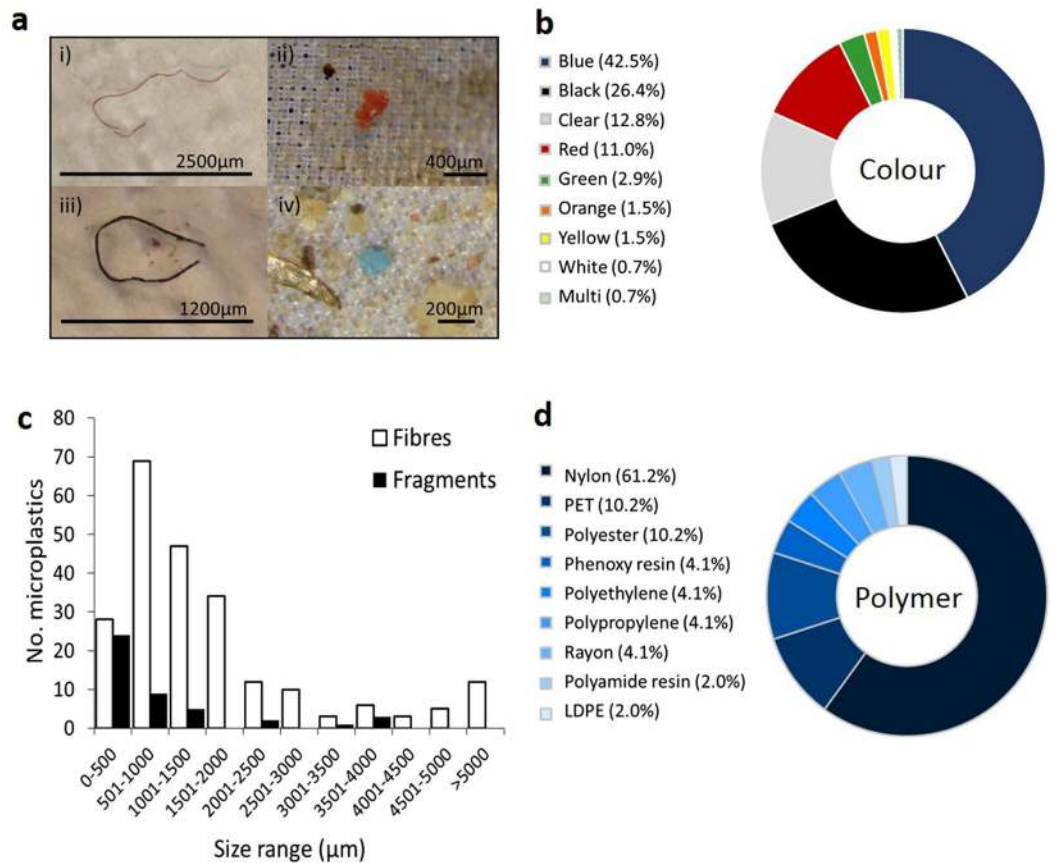 a
i)
2500µm
ii)
400µm
iii)
1200µm
iv)
200µm
b
Blue (42.5%)
Black (26.4%)
Clear (12.8%)
Red (11.0%)
Green (2.9%)
Orange (1.5%)
Yellow (1.5%)
White (0.7%)
Multi (0.7%)
Colour
c
No. microplastics
80
70
60
50
40
30
20
10
0
Fibres
Fragments
0-500
501-1000
1001-1500
1501-2000
2001-2500
2501-3000
3001-3500
3501-4000
4001-4500
4501-5000
>5000
Size range (µm)
d
Nylon (61.2%)
PET (10.2%)
Polyester (10.2%)
Phenoxy resin (4.1%)
Polyethylene (4.1%)
Polypropylene (4.1%)
Rayon (4.1%)
Polyamide resin (2.0%)
LDPE (2.0%)
Polymer